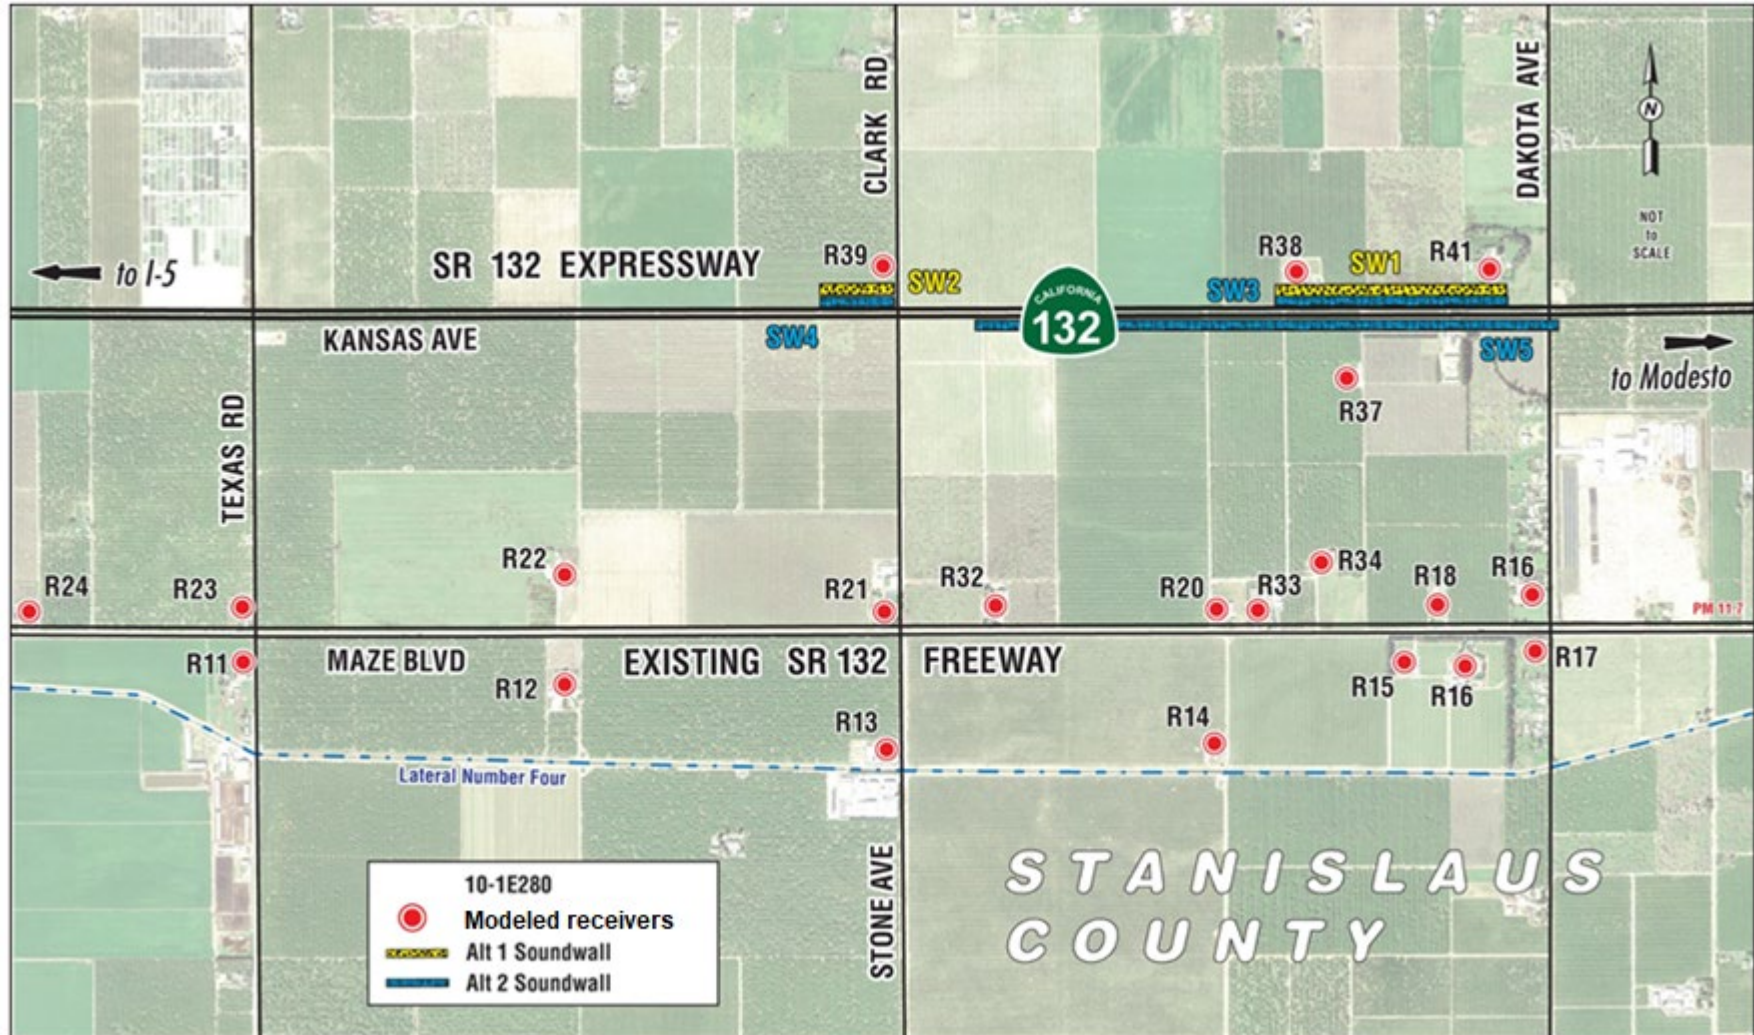 CLARK RD
DAKOTA AVE
N
NOT
to
SCALE
to I-5
SR 132 EXPRESSWAY
R39
SW2
R38
SW1
R41
SW3
CALIFORNIA
132
KANSAS AVE
SW4
SW5
to Modesto
R37
TEXAS RD
R24
R23
R22
R21
R32
R20
R33
R34
R18
R16
PM 11·7
R11
MAZE BLVD
R12
EXISTING SR 132
FREEWAY
R13
R14
R15
R16
R17
Lateral Number Four
STONE AVE
STANISLAUS
COUNTY
10-1E280
Modeled receivers
Alt 1 Soundwall
Alt 2 Soundwall